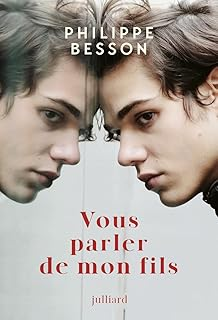 PHILIPPE
BESSON
Vous
parler
de mon fils
julliard